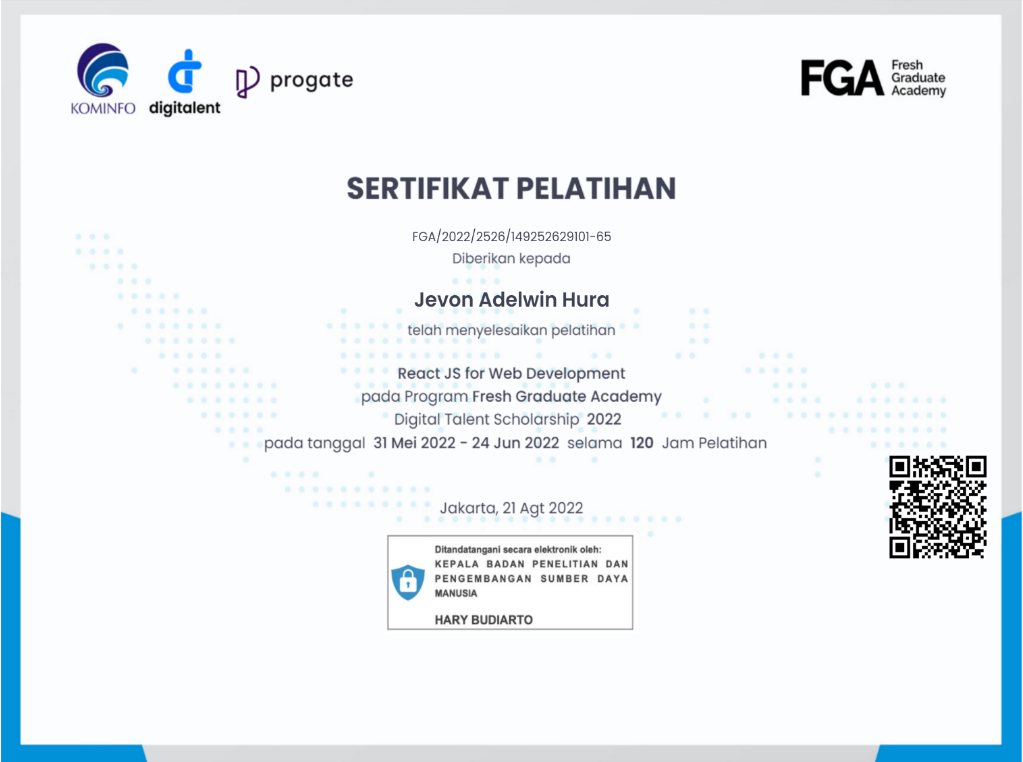 KOMINFO
digitalent
progate
FGA
Fresh
Graduate
Academy
SERTIFIKAT PELATIHAN
FGA/2022/2526/149252629101-65
Diberikan kepada
Jevon Adelwin Hura
telah menyelesaikan pelatihan
React JS for Web Development
pada Program Fresh Graduate Academy
Digital Talent Scholarship 2022
pada tanggal 31 Mei 2022 - 24 Jun 2022 selama 120 Jam Pelatihan
Jakarta, 21 Agt 2022
Ditandatangani secara elektronik oleh:
KEPALA BADAN PENELITIAN DAN
PENGEMBANGAN SUMBER DAYA
MANUSIA
HARY BUDIARTO